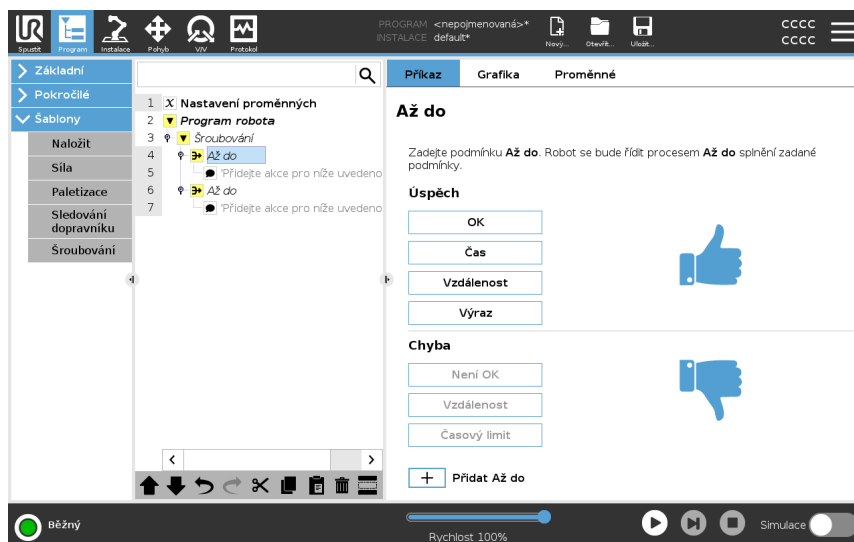 UR
PROGRAM <nepojmenovaná>*
INSTALACE default*
CCCC
CCCC
Spustit Program Instalace Pohyb V/V Protokol Nový... Otevřít... Uložit...
Základní
Pokročilé
Šablony
Naložit
Síla
Paletizace
Sledování
dopravníku
Šroubování
1 X Nastavení proměnných
2 Program robota
3 Šroubování
4 Až do
5 'Přidejte akce pro níže uvedeno
6 Až do
7 'Přidejte akce pro níže uvedeno
Příkaz Grafika Proměnné
Až do
Zadejte podmínku Až do. Robot se bude řídit procesem Až do splnění zadané
podmínky.
Úspěch
OK
Čas
Vzdálenost
Výraz
Chyba
Není OK
Vzdálenost
Časový limit
+ Přidat Až do
Běžný
Rychlost 100%
Simulace